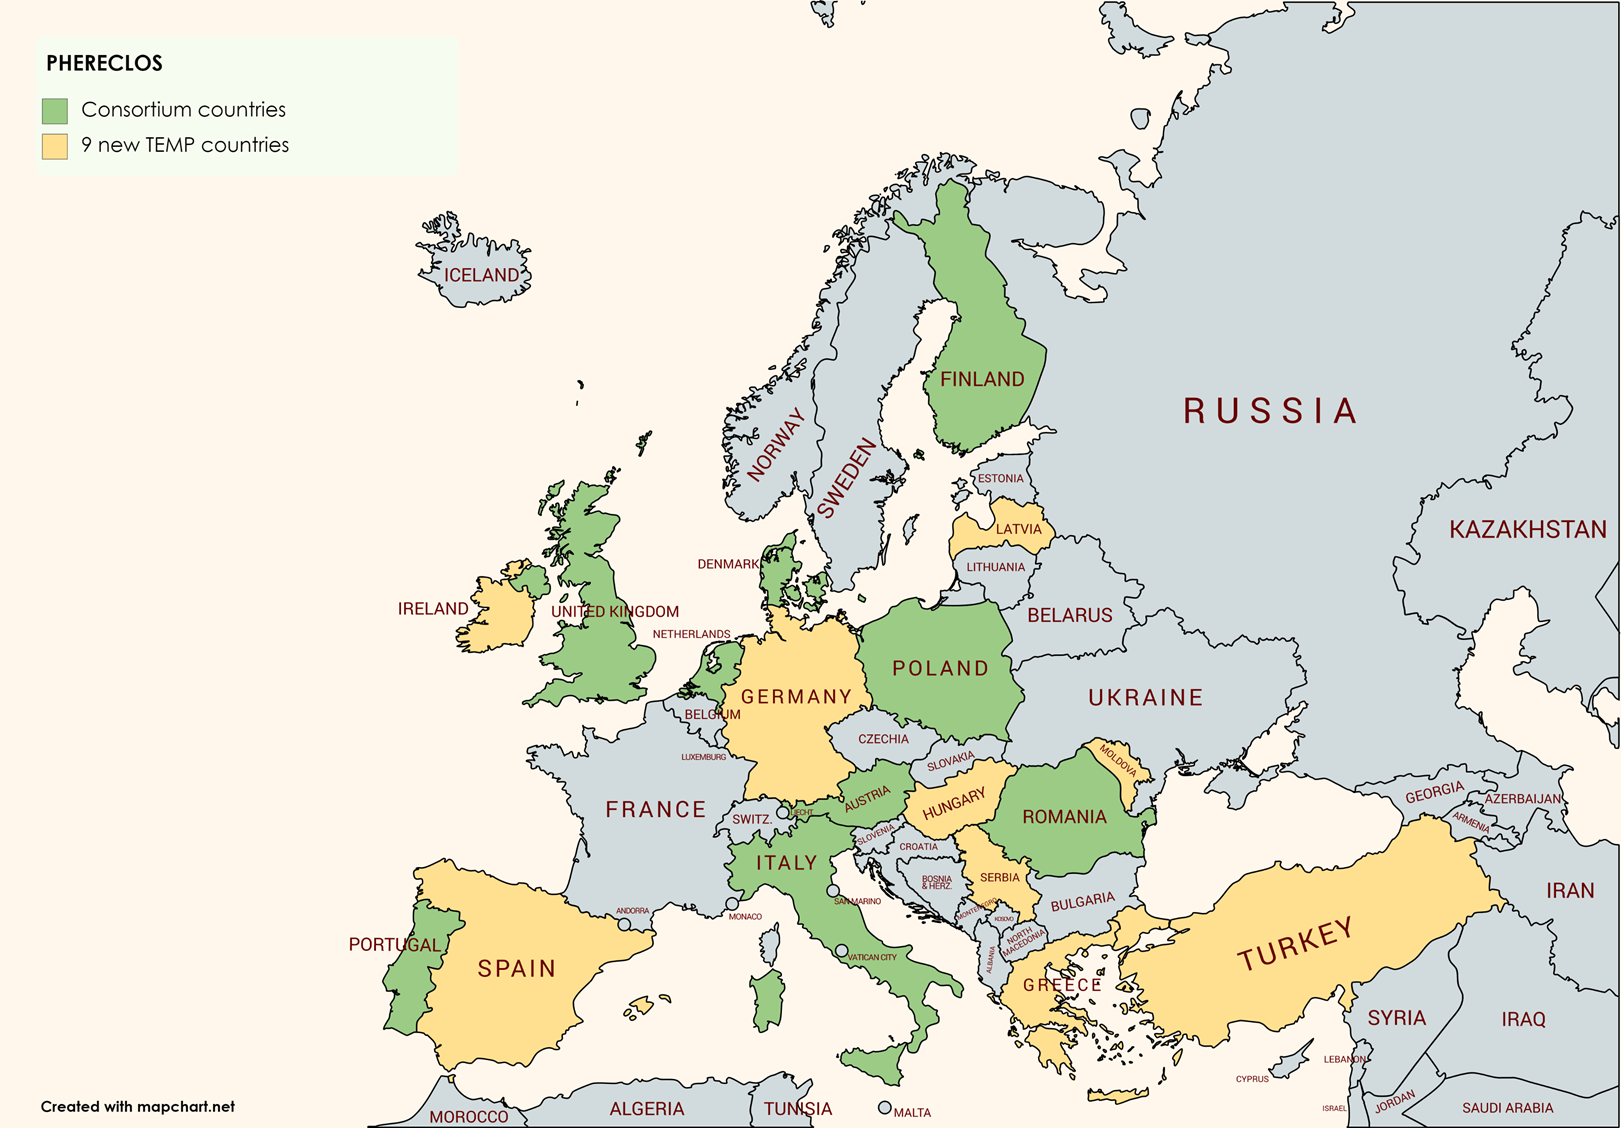 PHERECLOS
Consortium countries
9 new TEMP countries
ICELAND
RUSSIA
FINLAND
NORWAY
SWEDEN
ESTONIA
LATVIA
KAZAKHSTAN
DENMARK
LITHUANIA
IRELAND
UNITED KINGDOM
BELARUS
NETHERLANDS
POLAND
GERMANY
UKRAINE
BELGIUM
CZECHIA
LUXEMBURG
SLOVAKIA
MOLDOVA
FRANCE
AUSTRIA
HUNGARY
GEORGIA
AZERBAIJAN
SWITZ.
LIECHT.
ROMANIA
ARMENIA
SLOVENIA
CROATIA
ITALY
SERBIA
BOSNIA
& HERZ.
IRAN
SAN MARINO
BULGARIA
ANDORRA
MONACO
MONTENEGRO
KOSOVO
PORTUGAL
NORTH
MACEDONIA
TURKEY
VATICAN CITY
ALBANIA
SPAIN
GREECE
SYRIA
IRAQ
LEBANON
CYPRUS
Created with mapchart.net
MOROCCO
ALGERIA
TUNISIA
MALTA
ISRAEL
JORDAN
SAUDI ARABIA